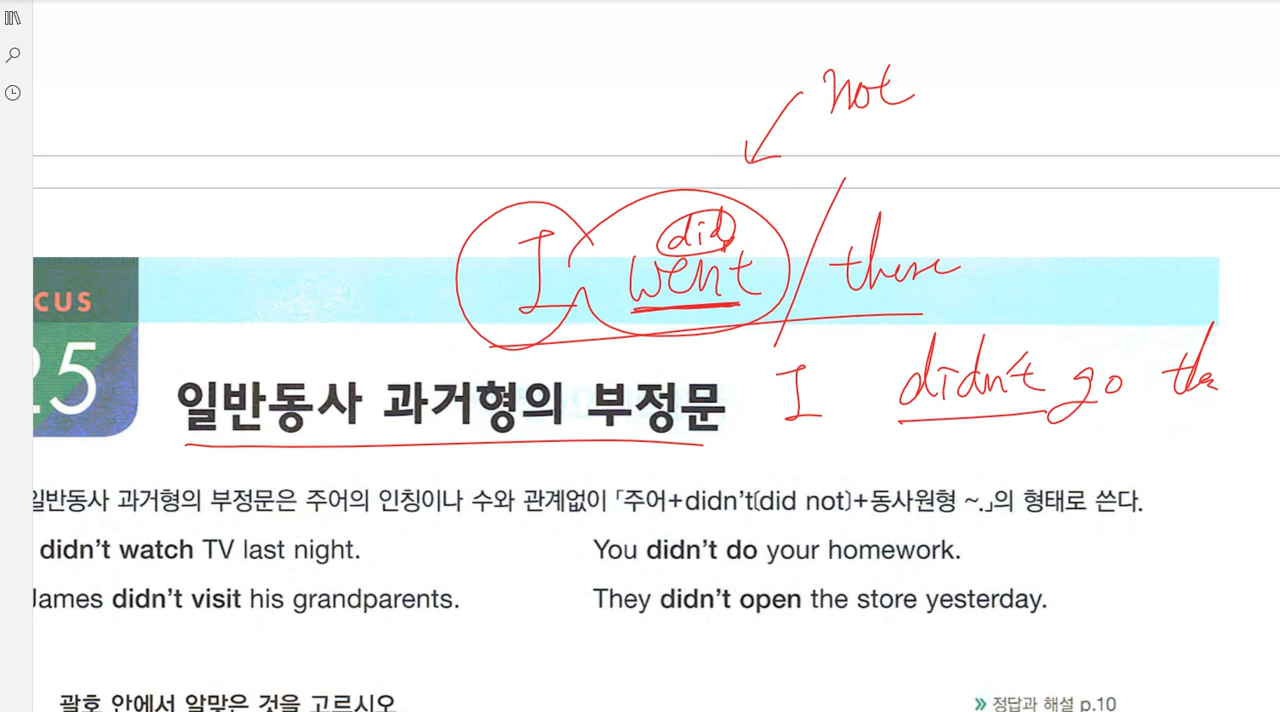 not
did
I went / there
CUS
25
일반동사 과거형의 부정문
I didn't go the
일반동사 과거형의 부정문은 주어의 인칭이나 수와 관계없이 「주어+didn't(did not)+동사원형 ~.」의 형태로 쓴다.
didn't watch TV last night.
You didn't do your homework.
James didn't visit his grandparents.
They didn't open the store yesterday.
괄호 안에서 알맞은 것을 고르시오
» 정답과 해설 p.10